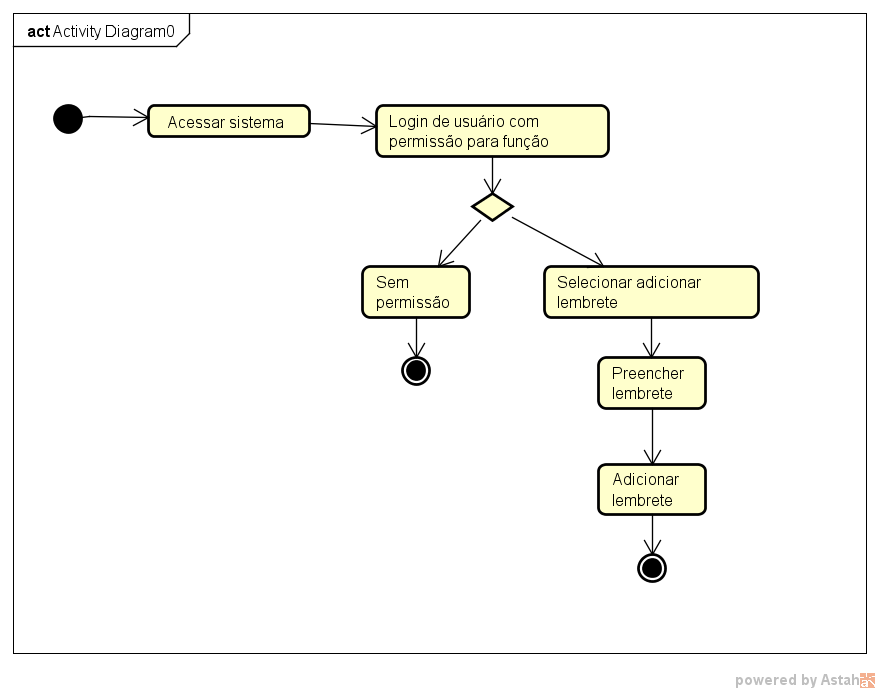 act Activity Diagram0
Acessar sistema
Login de usuário com
permissão para função
Sem
permissão
Selecionar adicionar
lembrete
Preencher
lembrete
Adicionar
lembrete
powered by Astah